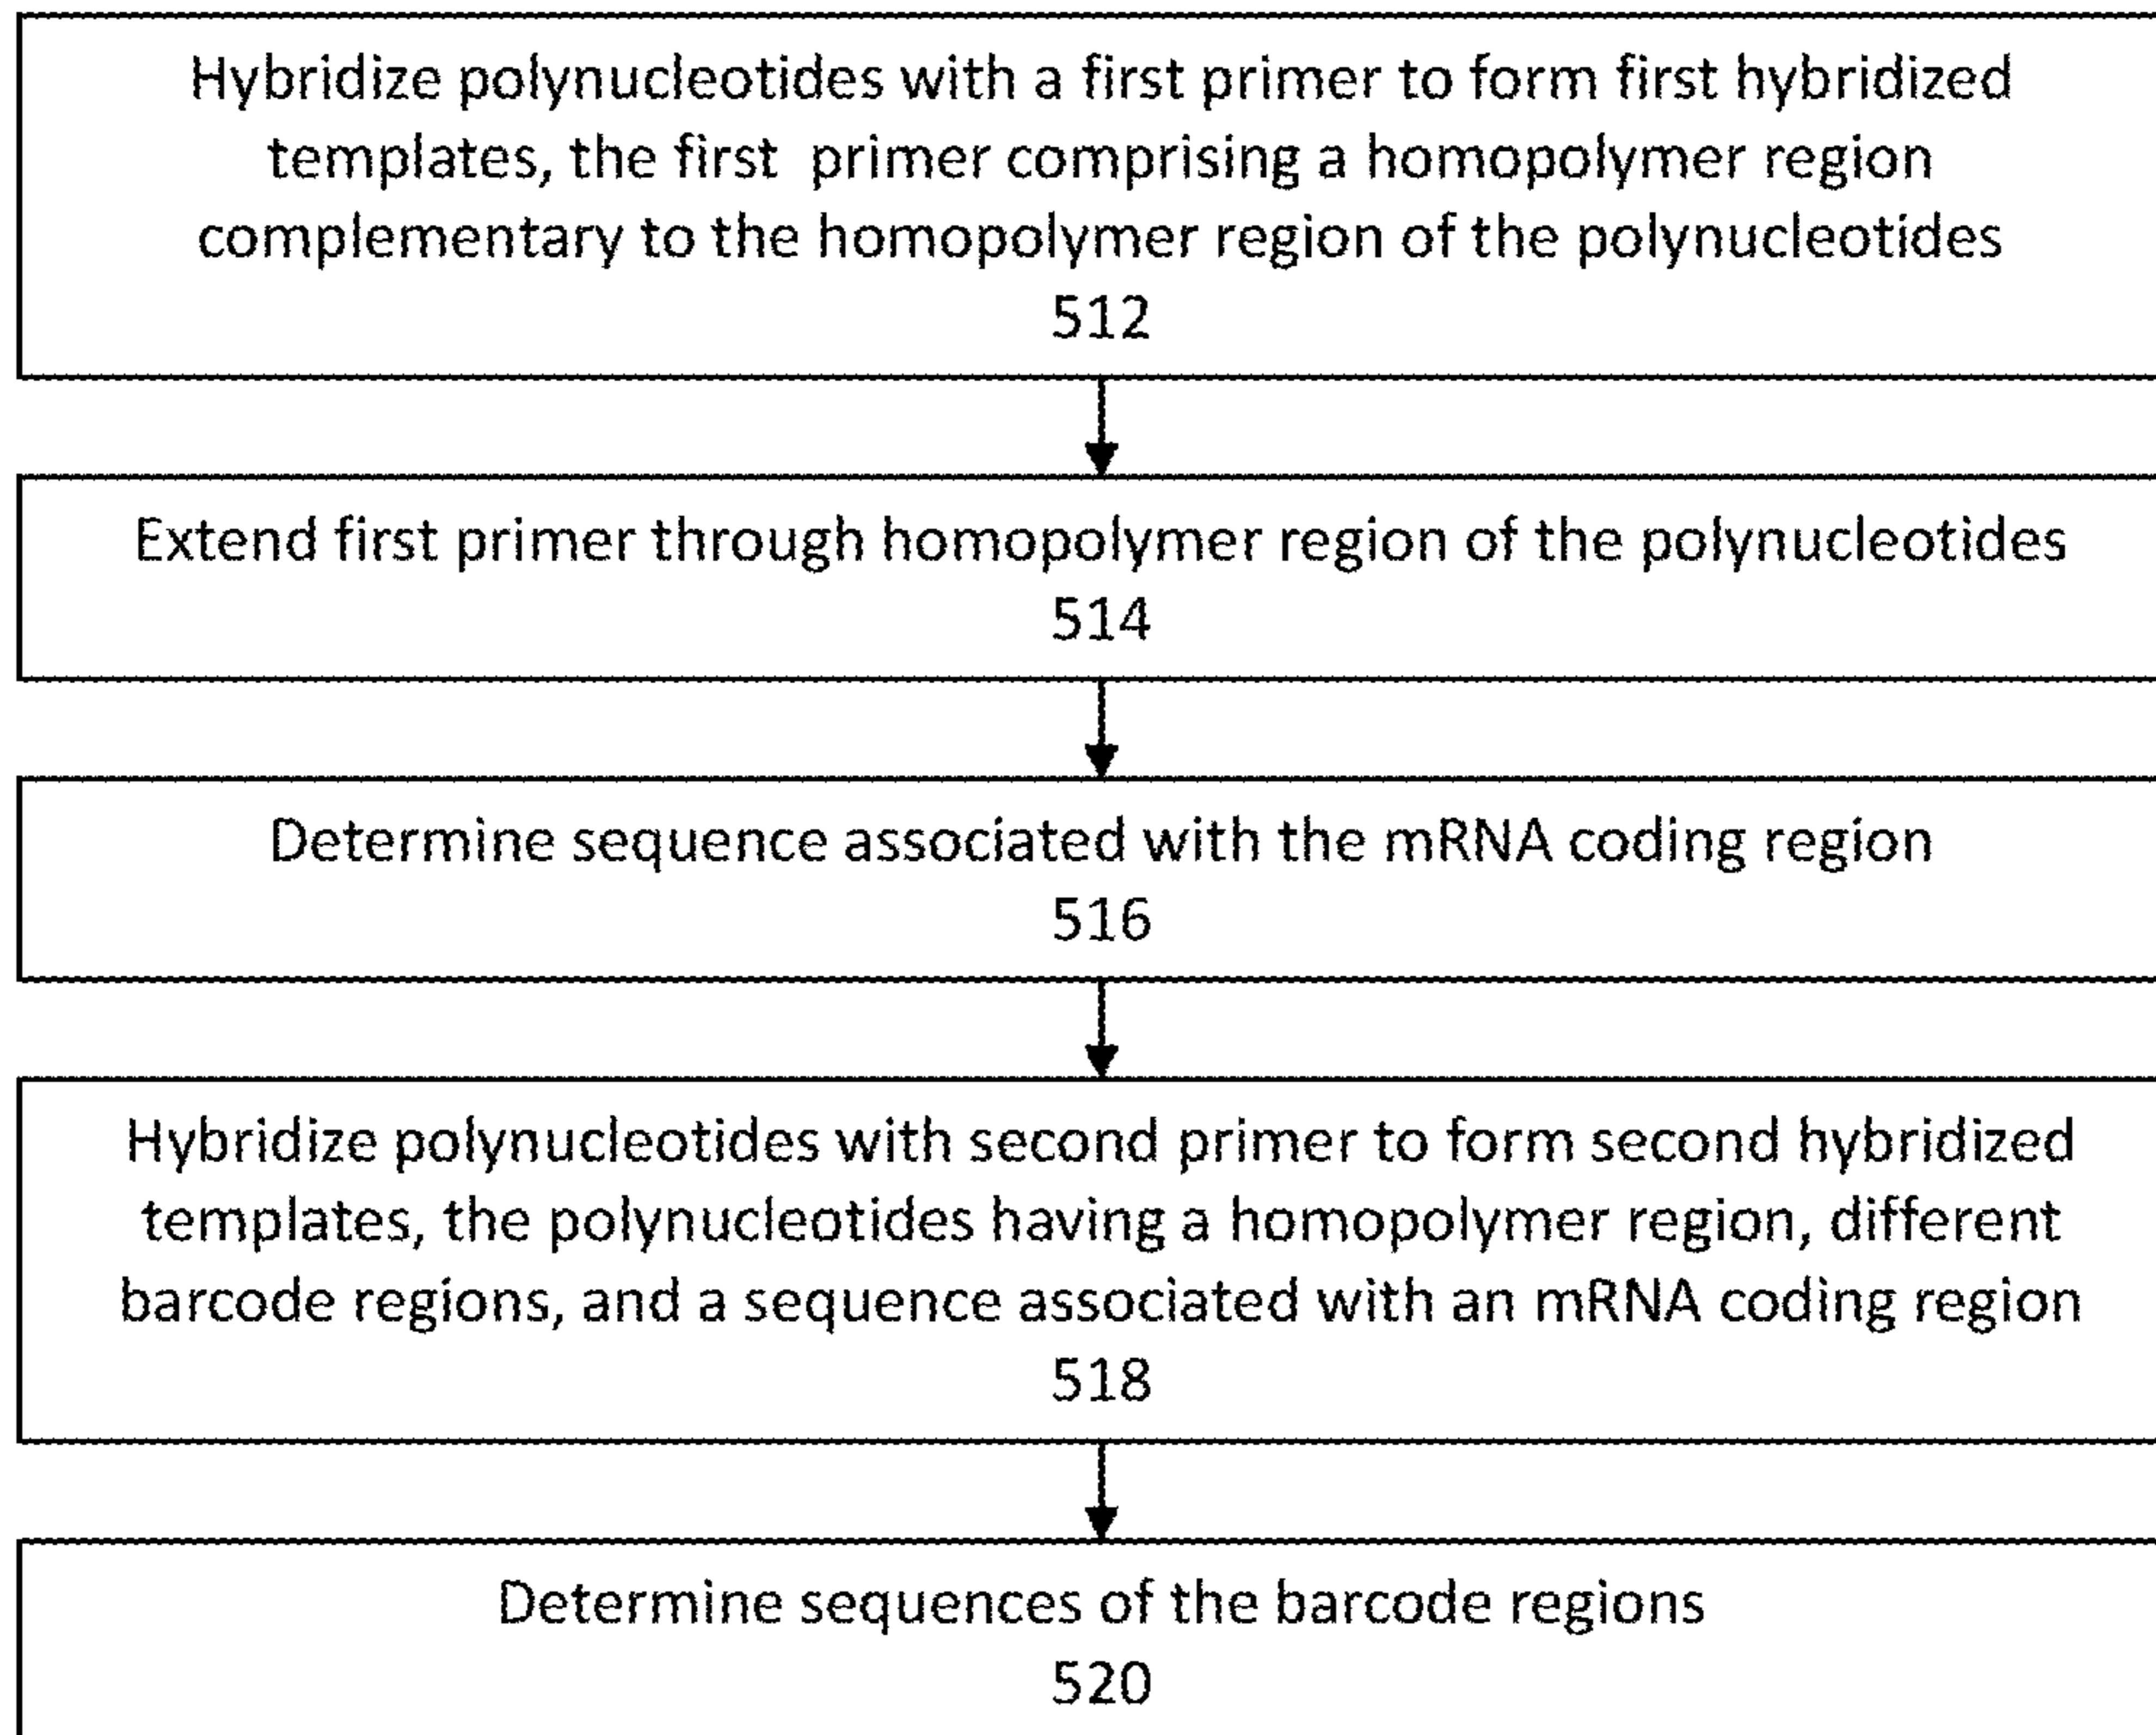 Hybridize polynucleotides with a first primer to form first hybridized
templates, the first primer comprising a homopolymer region
complementary to the homopolymer region of the polynucleotides
512
Extend first primer through homopolymer region of the polynucleotides
514
Determine sequence associated with the mRNA coding region
516
Hybridize polynucleotides with second primer to form second hybridized
templates, the polynucleotides having a homopolymer region, different
barcode regions, and a sequence associated with an mRNA coding region
518
Determine sequences of the barcode regions
520